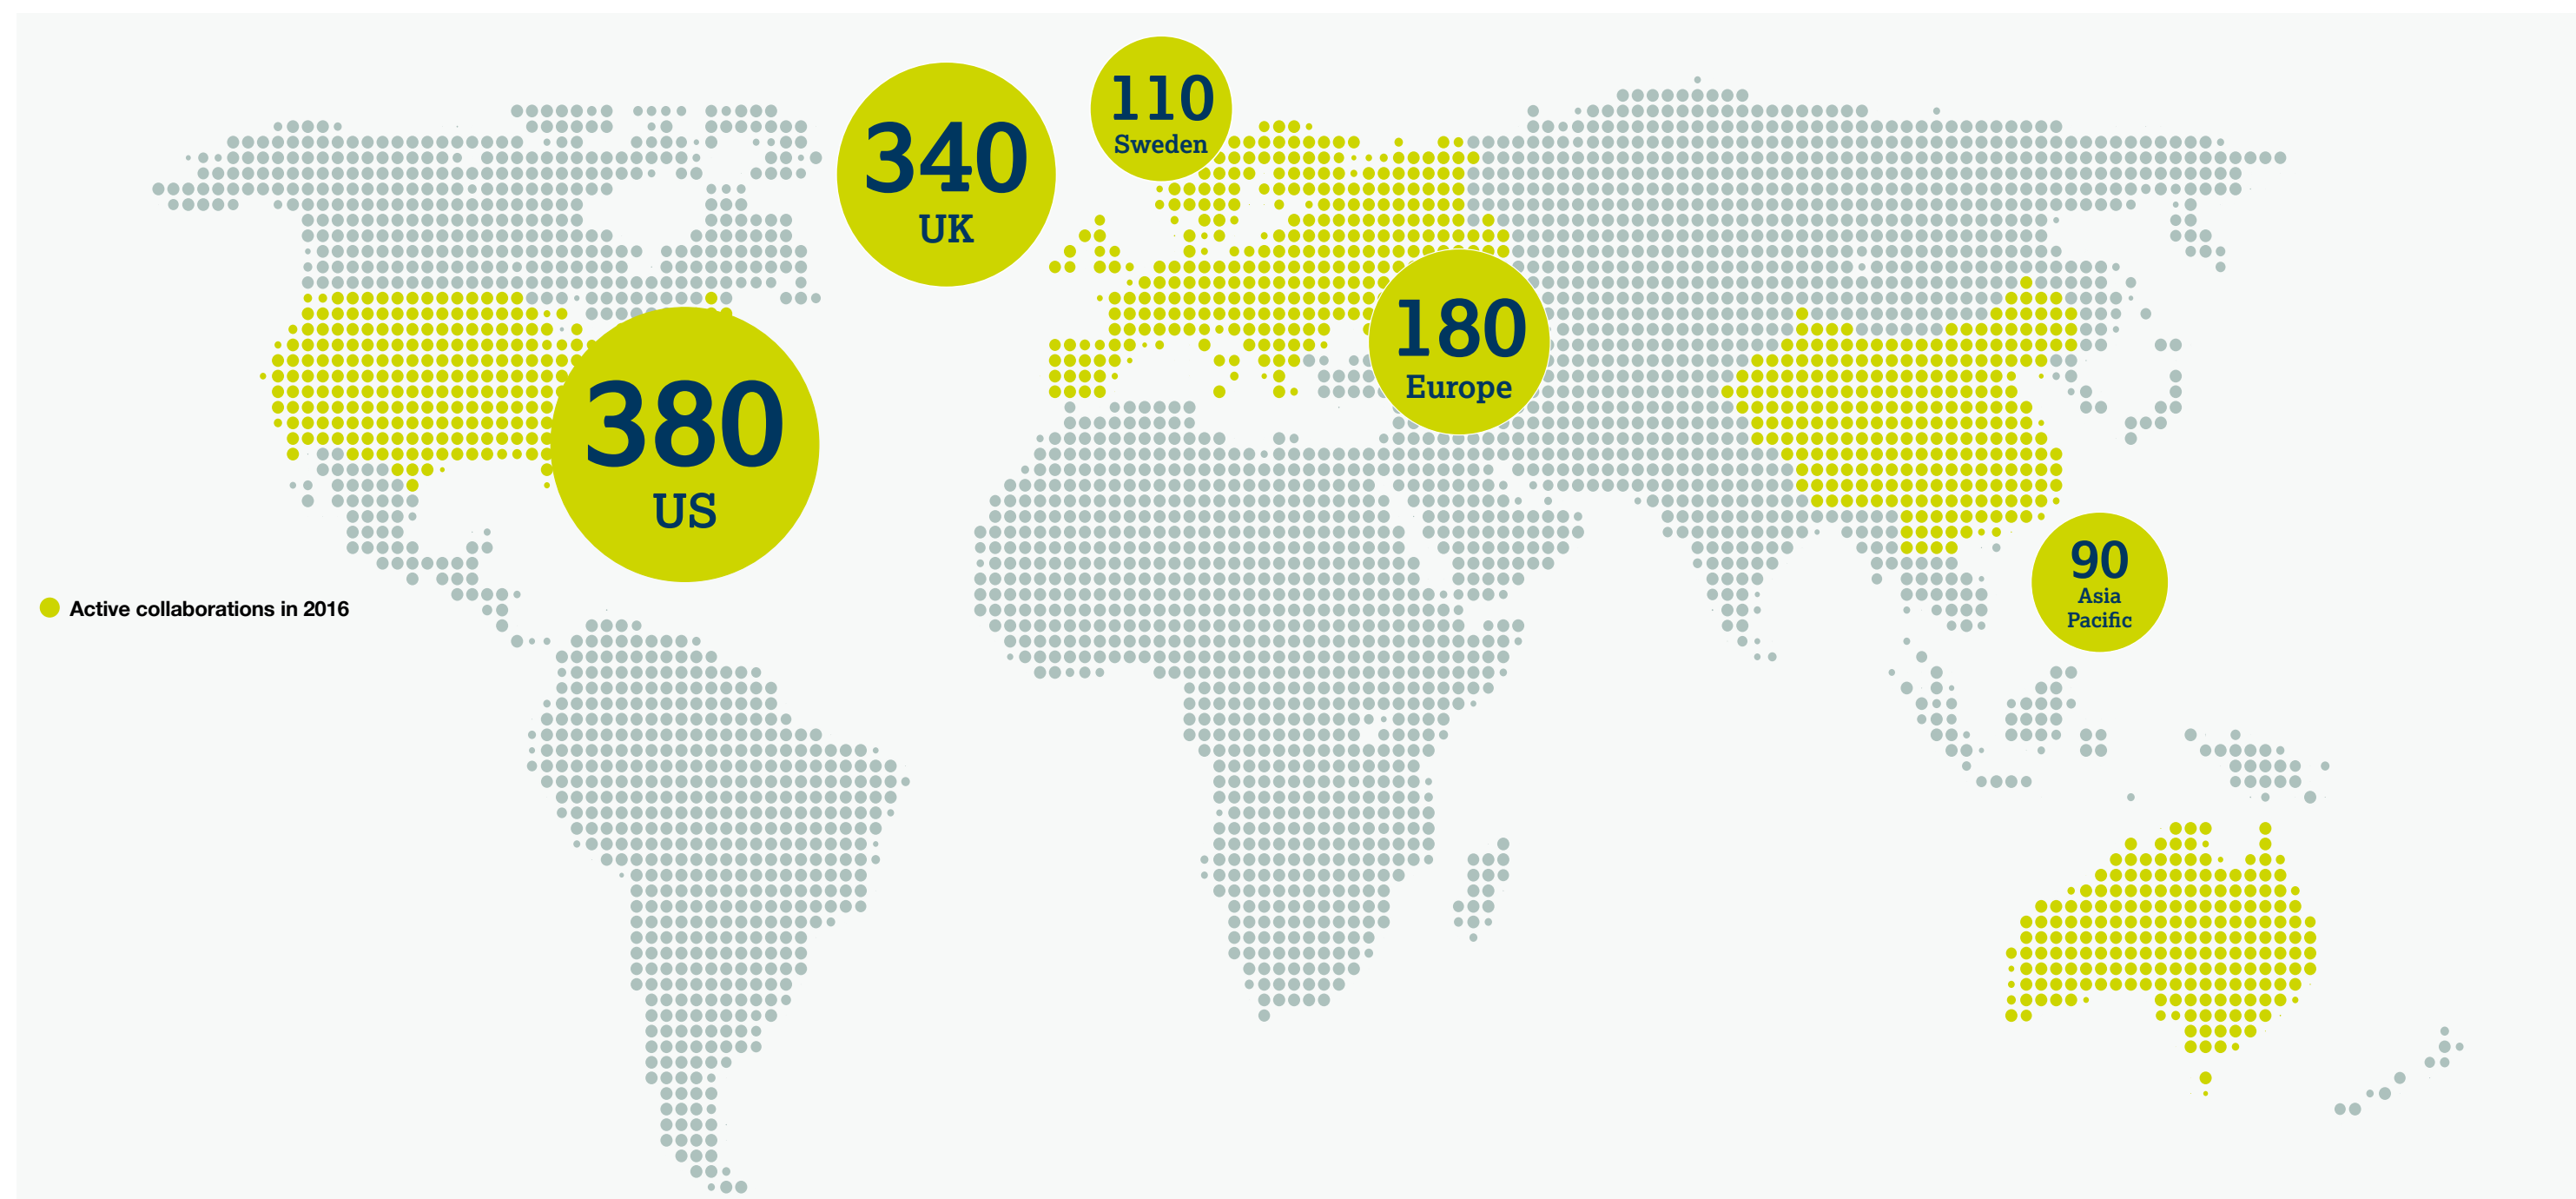 110
Sweden
340
UK
180
Europe
380
US
90
Asia
Pacific
Active collaborations in 2016